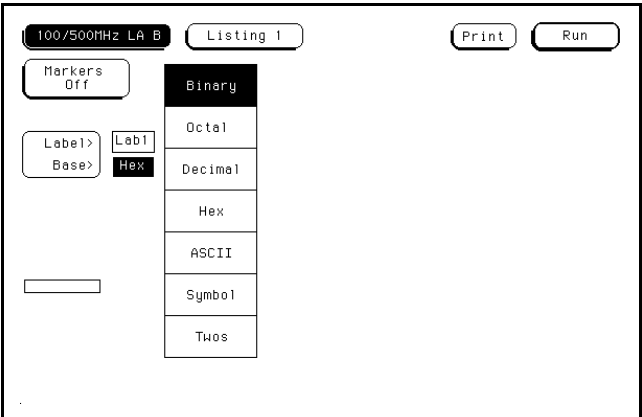 100/500MHz LA B Listing 1 Print Run
Markers
Off
Binary
Octal
Label> Lab1
Base> Hex
Decimal
Hex
ASCII
Symbol
Twos